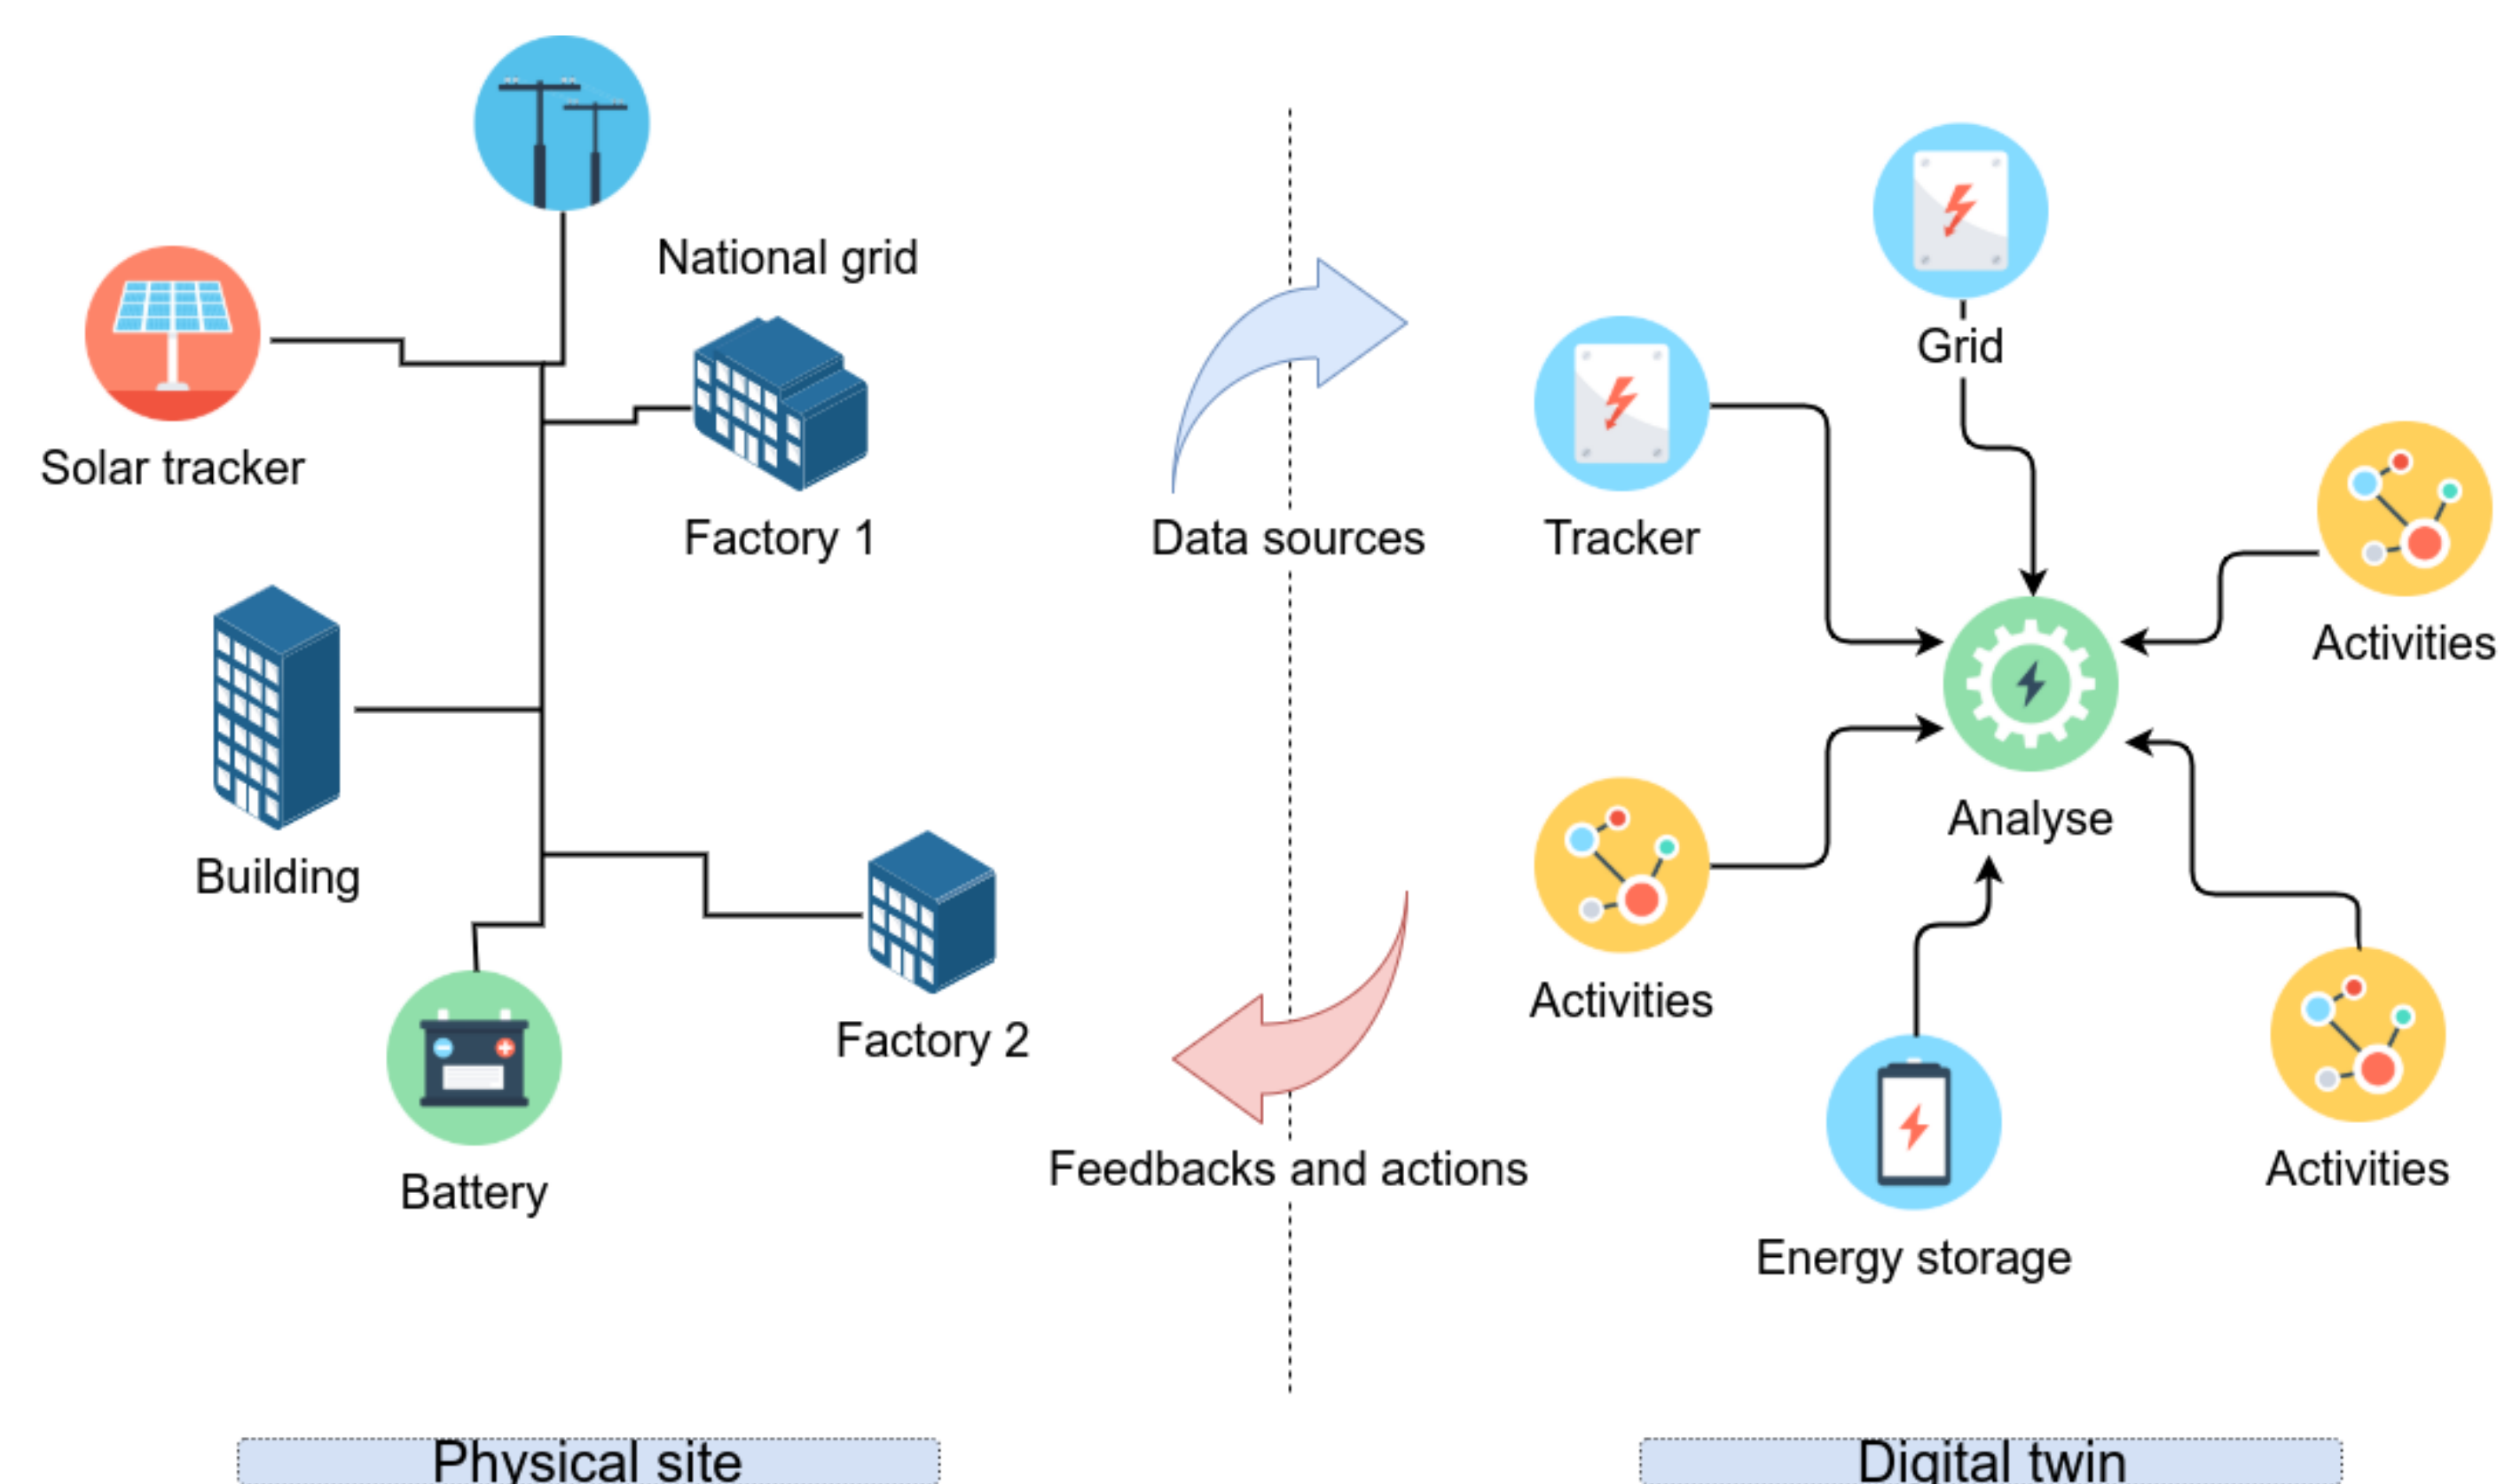 National grid
Solar tracker
Factory 1
Building
Factory 2
Battery
Data sources
Feedbacks and actions
Grid
Tracker
Activities
Analyse
Activities
Activities
Energy storage
Physical site
Digital twin